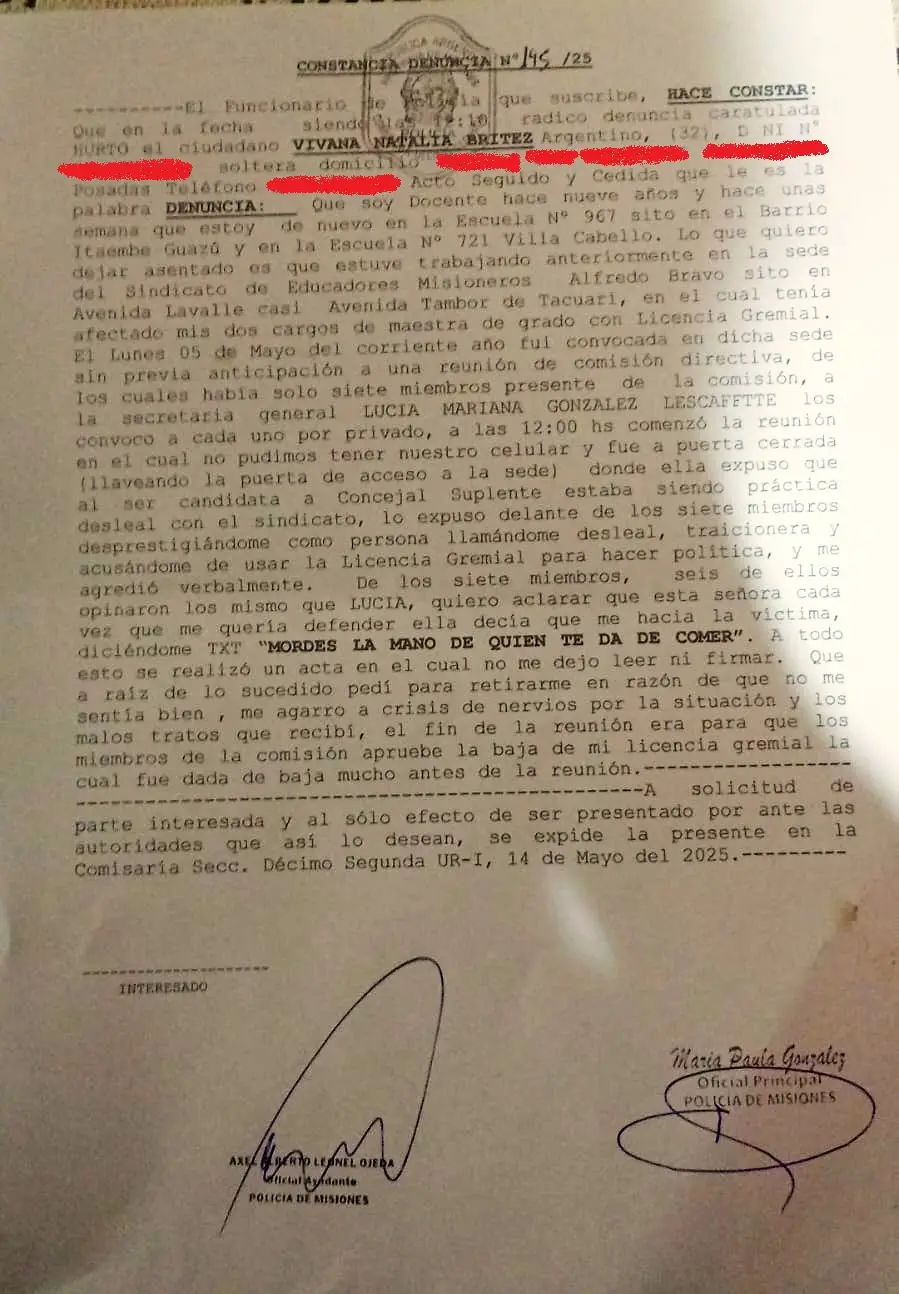 CONSTANCIA DENUNCIA Nº 145 /25
----------El Funcionario de que suscribe, HACE CONSTAR:
Que en la fecha siendo las :10 radico denuncia caratulada
HURTO el ciudadano VIVANA NATALIA BRITEZ Argentino, (32), D NI Nº
soltera domicilio
Posadas Teléfono Acto Seguido y Cedida que le es la
palabra DENUNCIA: Que soy Docente hace nueve años y hace unas
semana que estoy de nuevo en la Escuela Nº 967 sito en el Barrio
Itaembe Guazú y en la Escuela Nº 721 Villa Cabello. Lo que quiero
dejar asentado es que estuve trabajando anteriormente en la sede
del Sindicato de Educadores Misioneros Alfredo Bravo sito en
Avenida Lavalle casi Avenida Tambor de Tacuari, en el cual tenía
afectado mis dos cargos de maestra de grado con Licencia Gremial.
El Lunes 05 de Mayo del corriente año fui convocada en dicha sede
sin previa anticipación a una reunión de comisión directiva, de
los cuales había solo siete miembros presente de la comisión, a
la secretaria general LUCIA MARIANA GONZALEZ LESCAFFTTE los
convoco a cada uno por privado, a las 12:00 hs comenzó la reunión
en el cual no pudimos tener nuestro celular y fue a puerta cerrada
(llaveando la puerta de acceso a la sede) donde ella expuso que
al ser candidata a Concejal Suplente estaba siendo práctica
desleal con el sindicato, lo expuso delante de los siete miembros
desprestigiándome como persona llamándome desleal, traicionera y
acusándome de usar la Licencia Gremial para hacer política, y me
agredió verbalmente. De los siete miembros, seis de ellos
opinaron los mismo que LUCIA, quiero aclarar que esta señora cada
vez que me quería defender ella decía que me hacia la víctima,
diciéndome TXT "MORDES LA MANO DE QUIEN TE DA DE COMER". A todo
esto se realizó un acta en el cual no me dejo leer ni firmar. Que
a raíz de lo sucedido pedí para retirarme en razón de que no me
sentía bien , me agarro a crisis de nervios por la situación y los
malos tratos que recibí, el fin de la reunión era para que los
miembros de la comisión apruebe la baja de mi licencia gremial la
cual fue dada de baja mucho antes de la reunión.------------------
-------------------------------------------A solicitud de
parte interesada y al sólo efecto de ser presentado por ante las
autoridades que así lo desean, se expide la presente en la
Comisaría Secc. Décimo Segunda UR-I, 14 de Mayo del 2025.---------
------------------
INTERESADO
Maria Paula Gonzalez
Oficial Principal
POLICIA DE MISIONES
AXEL ALBERTO LEONEL OJEDA
Oficial Ayudante
POLICIA DE MISIONES